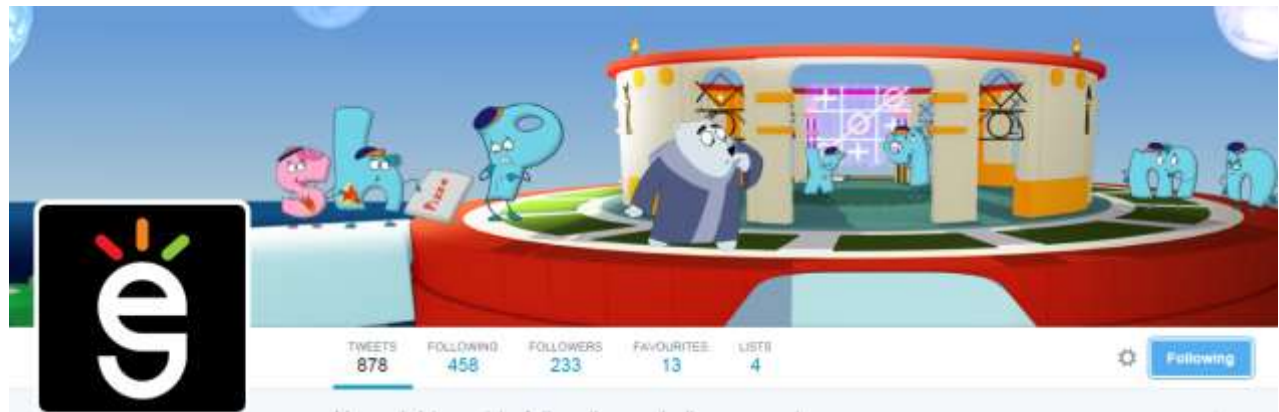 Pizza
TWEETS FOLLOWING FOLLOWERS FAVOURITES LISTS
878 458 233 13 4
Following